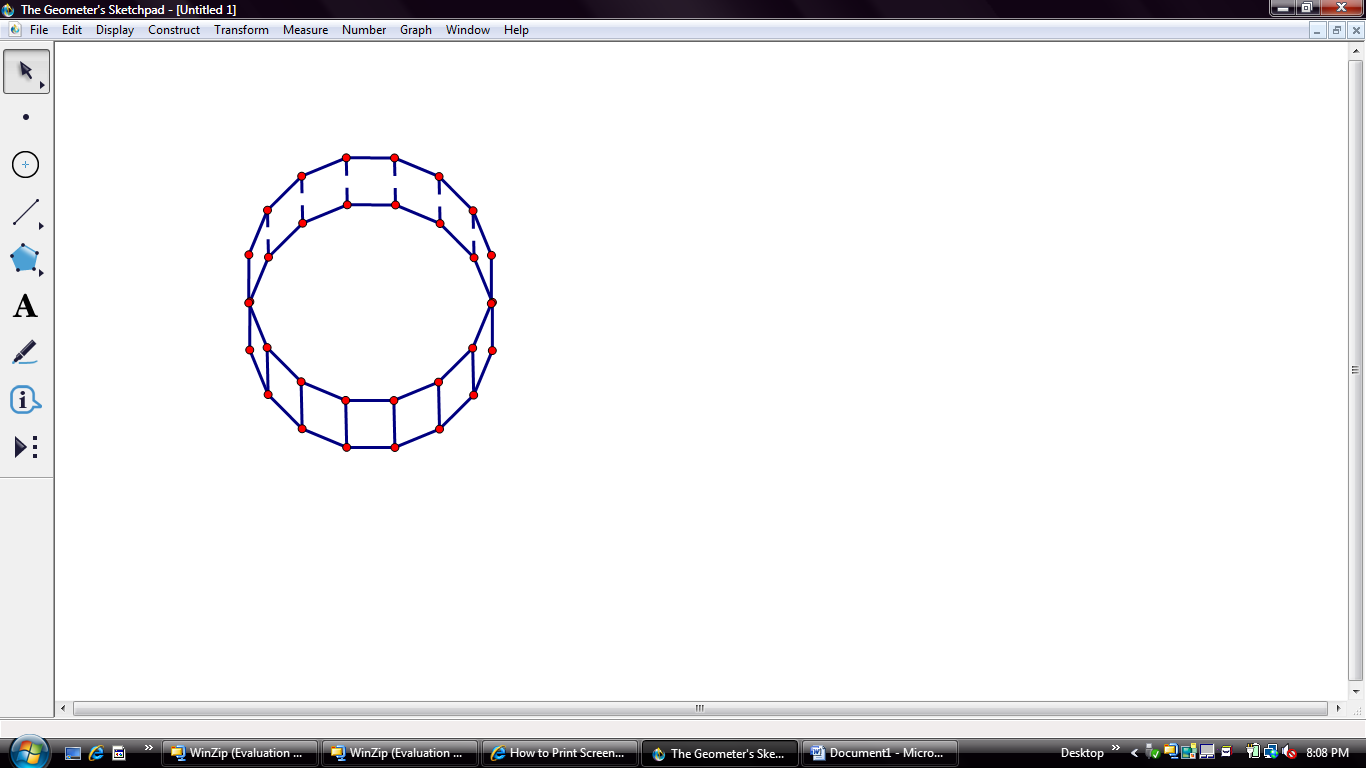 The Geometer's Sketchpad - [Untitled 1]
File Edit Display Construct Transform Measure Number Graph Window Help
A
WinZip (Evaluation ... WinZip (Evaluation ... How to Print Screen... The Geometer's Ske... Document1 - Micro... Desktop 8:08 PM